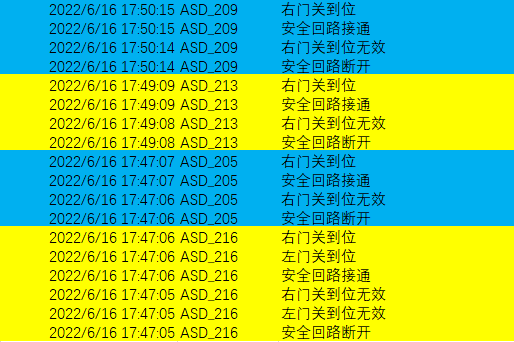 2022/6/16 17:50:15 ASD_209 右门关到位
2022/6/16 17:50:15 ASD_209 安全回路接通
2022/6/16 17:50:14 ASD_209 右门关到位无效
2022/6/16 17:50:14 ASD_209 安全回路断开
2022/6/16 17:49:09 ASD_213 右门关到位
2022/6/16 17:49:09 ASD_213 安全回路接通
2022/6/16 17:49:08 ASD_213 右门关到位无效
2022/6/16 17:49:08 ASD_213 安全回路断开
2022/6/16 17:47:07 ASD_205 右门关到位
2022/6/16 17:47:07 ASD_205 安全回路接通
2022/6/16 17:47:06 ASD_205 右门关到位无效
2022/6/16 17:47:06 ASD_205 安全回路断开
2022/6/16 17:47:06 ASD_216 右门关到位
2022/6/16 17:47:06 ASD_216 左门关到位
2022/6/16 17:47:06 ASD_216 安全回路接通
2022/6/16 17:47:05 ASD_216 右门关到位无效
2022/6/16 17:47:05 ASD_216 左门关到位无效
2022/6/16 17:47:05 ASD_216 安全回路断开